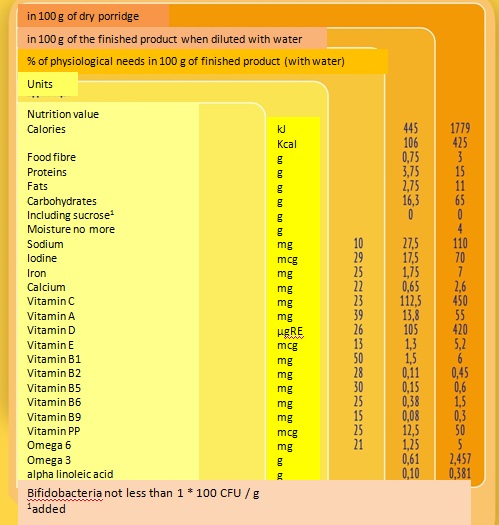 in 100 g of dry porridge
in 100 g of the finished product when diluted with water
% of physiological needs in 100 g of finished product (with water)
Units
Nutrition value
Calories kJ 445 1779
Kcal 106 425
Food fibre g 0,75 3
Proteins g 3,75 15
Fats g 2,75 11
Carbohydrates g 16,3 65
Including sucrose¹ g 0 0
Moisture no more g 4
Sodium mg 10 27,5 110
Iodine mcg 29 17,5 70
Iron mg 25 1,75 7
Calcium mg 22 0,65 2,6
Vitamin C mg 23 112,5 450
Vitamin A mg 39 13,8 55
Vitamin D µgRE 26 105 420
Vitamin E mcg 13 1,3 5,2
Vitamin B1 mg 50 1,5 6
Vitamin B2 mg 28 0,11 0,45
Vitamin B5 mg 30 0,15 0,6
Vitamin B6 mg 25 0,38 1,5
Vitamin B9 mg 15 0,08 0,3
Vitamin PP mcg 25 12,5 50
Omega 6 mg 21 1,25 5
Omega 3 g 0,61 2,457
alpha linoleic acid g 0,10 0,381
Bifidobacteria not less than 1 * 100 CFU / g
¹added